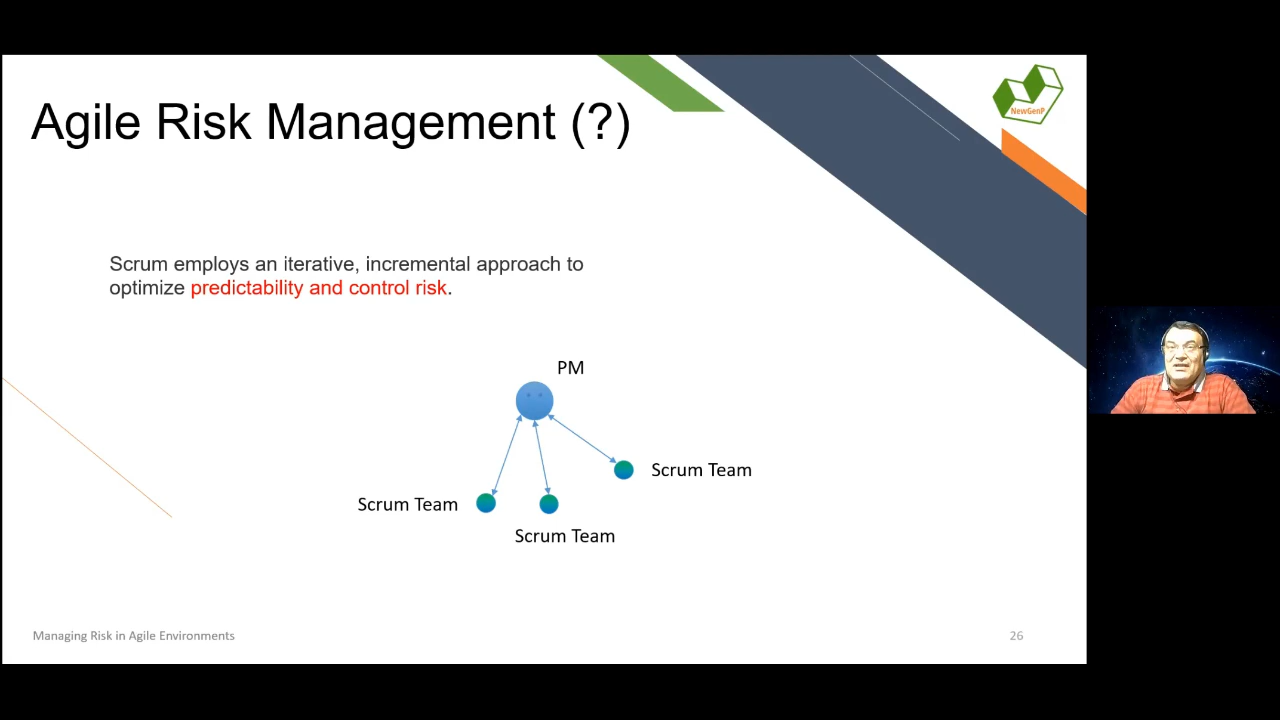 Agile Risk Management (?)
NewGenP
Scrum employs an iterative, incremental approach to
optimize predictability and control risk.
PM
Scrum Team
Scrum Team
Scrum Team
Managing Risk in Agile Environments
26